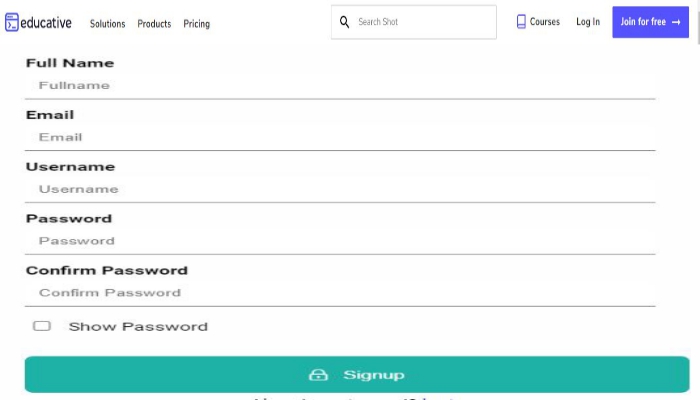 educative Solutions Products Pricing Search Shot Courses Log In Join for free →
Full Name
Fullname
Email
Email
Username
Username
Password
Password
Confirm Password
Confirm Password
Show Password
Signup